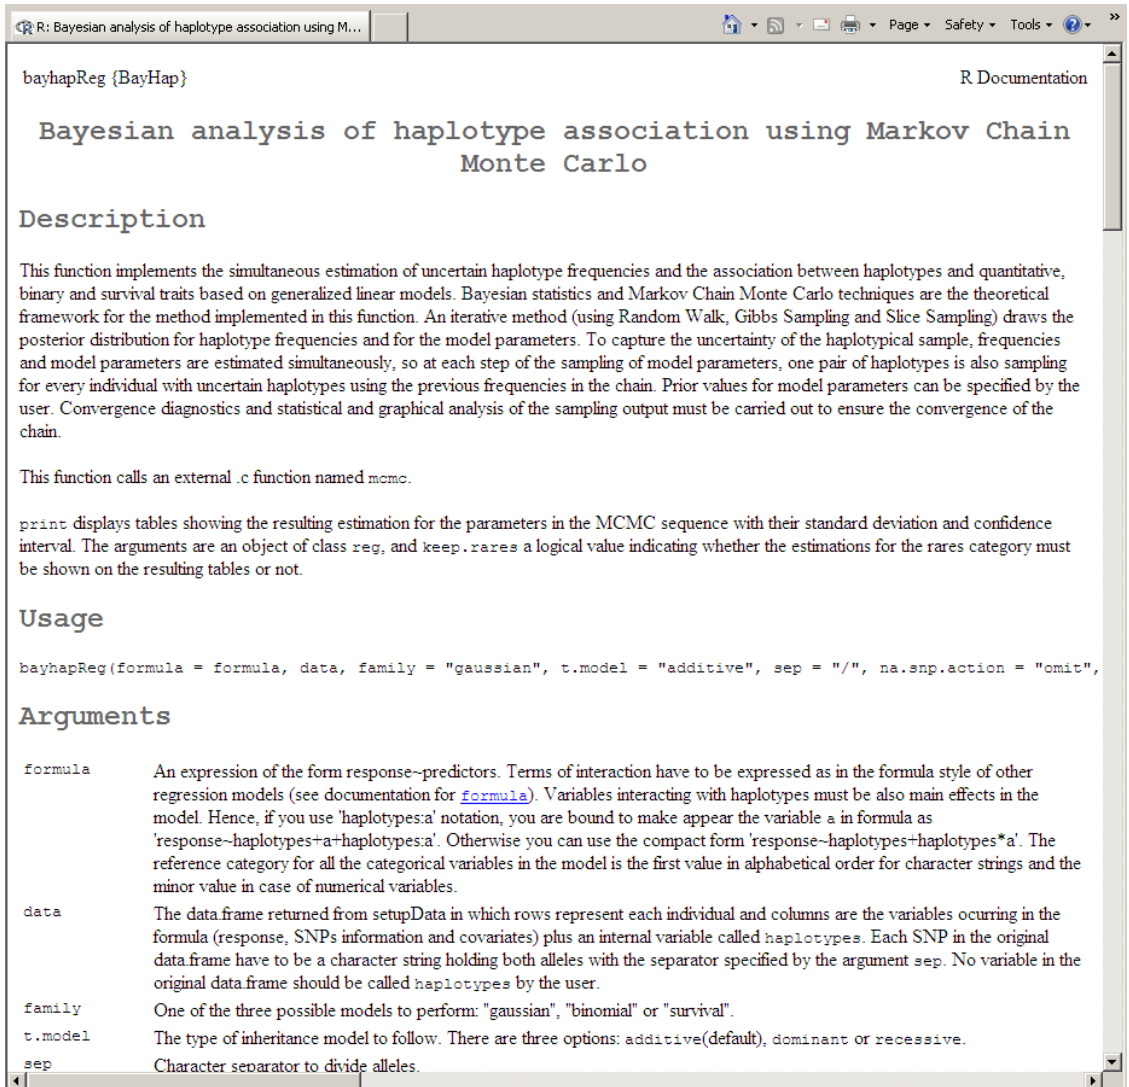 R: Bayesian analysis of haplotype association using M...
Page Safety Tools »
bayhapReg {BayHap} R Documentation
Bayesian analysis of haplotype association using Markov Chain
Monte Carlo
Description
This function implements the simultaneous estimation of uncertain haplotype frequencies and the association between haplotypes and quantitative,
binary and survival traits based on generalized linear models. Bayesian statistics and Markov Chain Monte Carlo techniques are the theoretical
framework for the method implemented in this function. An iterative method (using Random Walk, Gibbs Sampling and Slice Sampling) draws the
posterior distribution for haplotype frequencies and for the model parameters. To capture the uncertainty of the haplotypical sample, frequencies
and model parameters are estimated simultaneously, so at each step of the sampling of model parameters, one pair of haplotypes is also sampling
for every individual with uncertain haplotypes using the previous frequencies in the chain. Prior values for model parameters can be specified by the
user. Convergence diagnostics and statistical and graphical analysis of the sampling output must be carried out to ensure the convergence of the
chain.
This function calls an external .c function named mcmc.
print displays tables showing the resulting estimation for the parameters in the MCMC sequence with their standard deviation and confidence
interval. The arguments are an object of class reg, and keep.rares a logical value indicating whether the estimations for the rares category must
be shown on the resulting tables or not.
Usage
bayhapReg(formula = formula, data, family = "gaussian", t.model = "additive", sep = "/", na.snp.action = "omit",
Arguments
formula An expression of the form response~predictors. Terms of interaction have to be expressed as in the formula style of other
regression models (see documentation for formula). Variables interacting with haplotypes must be also main effects in the
model. Hence, if you use 'haplotypes:a' notation, you are bound to make appear the variable a in formula as
'response~haplotypes+a+haplotypes:a'. Otherwise you can use the compact form 'response~haplotypes+haplotypes*a'. The
reference category for all the categorical variables in the model is the first value in alphabetical order for character strings and the
minor value in case of numerical variables.
data The data.frame returned from setupData in which rows represent each individual and columns are the variables ocurring in the
formula (response, SNPs information and covariates) plus an internal variable called haplotypes. Each SNP in the original
data.frame have to be a character string holding both alleles with the separator specified by the argument sep. No variable in the
original data.frame should be called haplotypes by the user.
family One of the three possible models to perform: "gaussian", "binomial" or "survival".
t.model The type of inheritance model to follow. There are three options: additive(default), dominant or recessive.
sep Character separator to divide alleles.